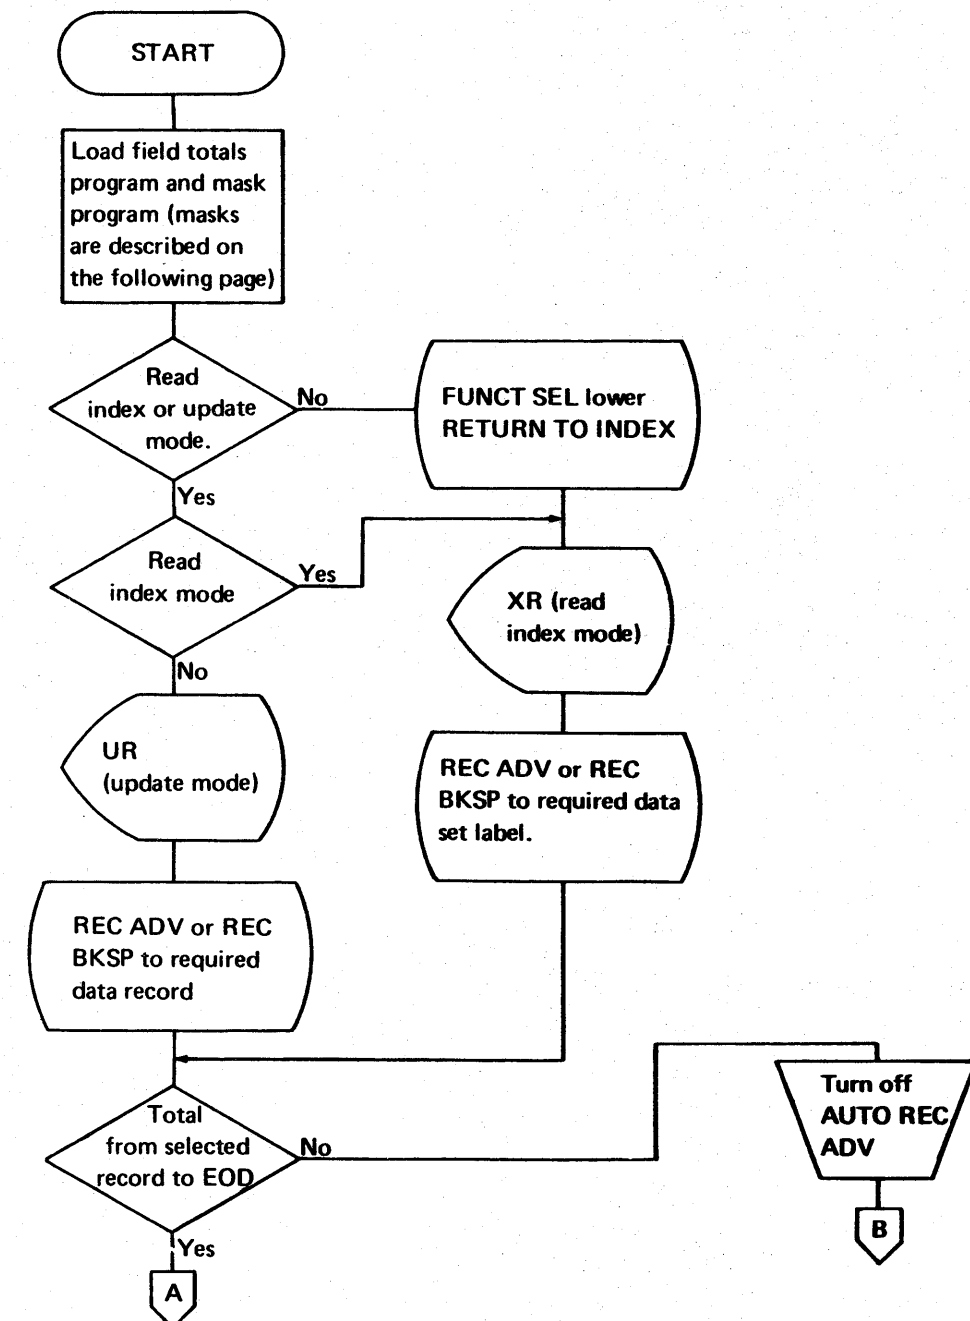 START
Load field totals
program and mask
program (masks
are described on
the following page)
Read
index or update
mode.
No
FUNCT SEL lower
RETURN TO INDEX
Yes
Read
index mode
Yes
XR (read
index mode)
No
UR
(update mode)
REC ADV or REC
BKSP to required data
set label.
REC ADV or REC
BKSP to required
data record
Total
from selected
record to EOD
No
Turn off
AUTO REC
ADV
B
Yes
A